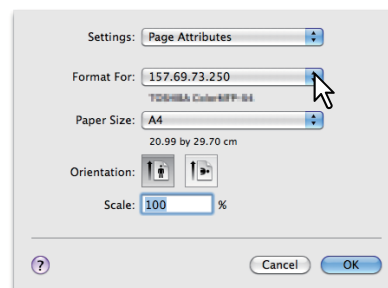 Settings: Page Attributes
Format For: 157.69.73.250
TOSHIBA ColorMFP-
Paper Size: A4
20.99 by 29.70 cm
Orientation:
Scale: 100 %
? Cancel OK